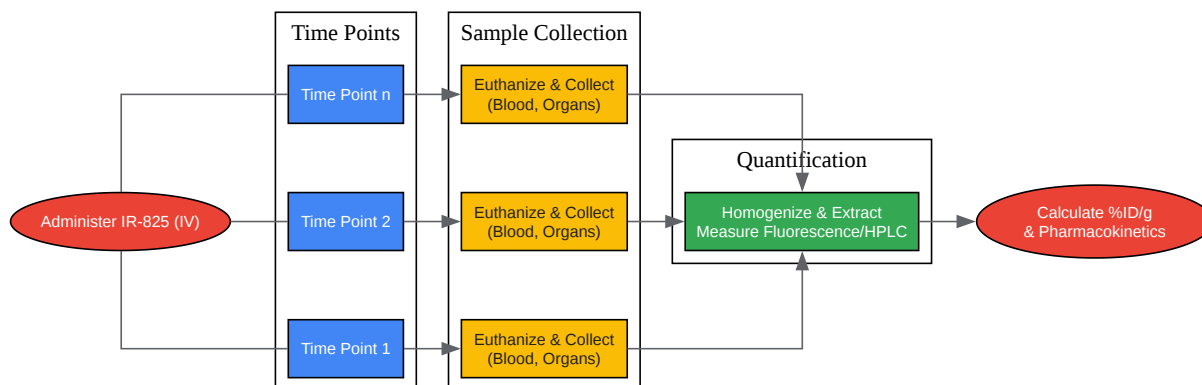 Time Points
Sample Collection
Time Point n
Euthanize & Collect
(Blood, Organs)
Quantification
Administer IR-825 (IV)
Time Point 2
Euthanize & Collect
(Blood, Organs)
Homogenize & Extract
Measure Fluorescence/HPLC
Calculate %ID/g
& Pharmacokinetics
Time Point 1
Euthanize & Collect
(Blood, Organs)